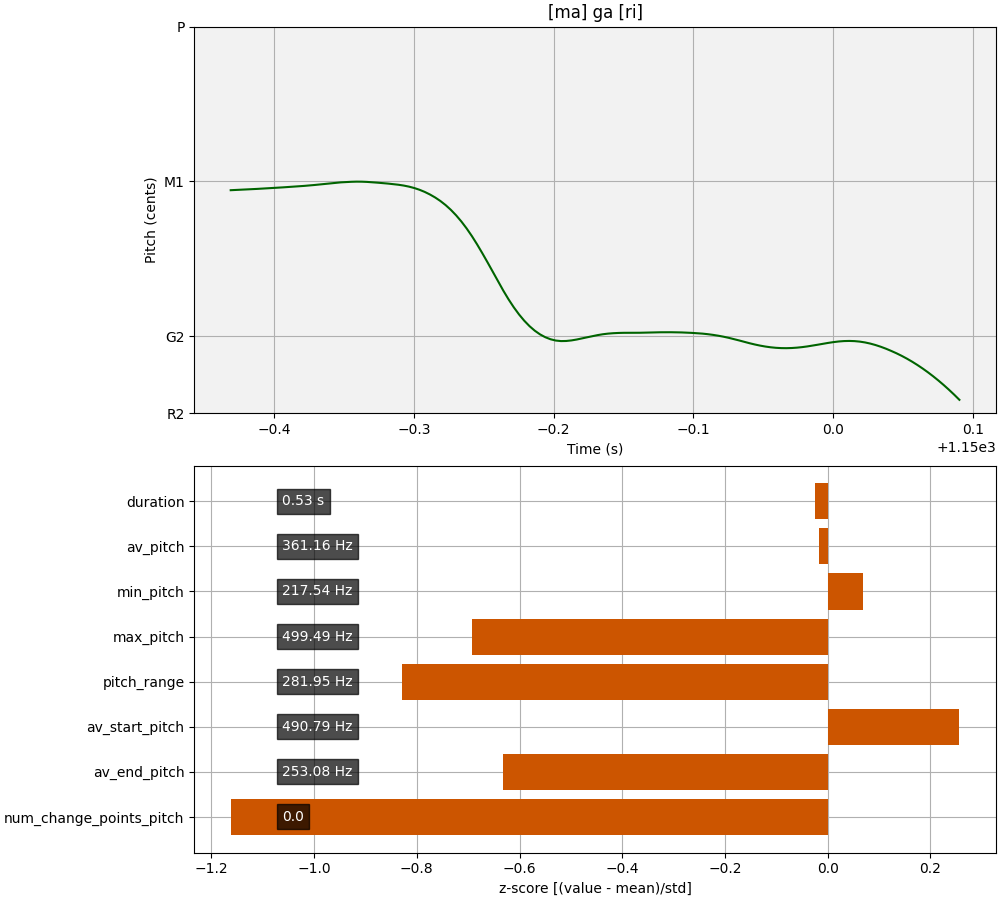 [ma] ga [ri]
P
M1
G2
R2
Pitch (cents)
−0.4 −0.3 −0.2 −0.1 0.0 0.1
Time (s)
+1.15e3
duration 0.53 s
av_pitch 361.16 Hz
min_pitch 217.54 Hz
max_pitch 499.49 Hz
pitch_range 281.95 Hz
av_start_pitch 490.79 Hz
av_end_pitch 253.08 Hz
num_change_points_pitch 0.0
−1.2 −1.0 −0.8 −0.6 −0.4 −0.2 0.0 0.2
z-score [(value - mean)/std]